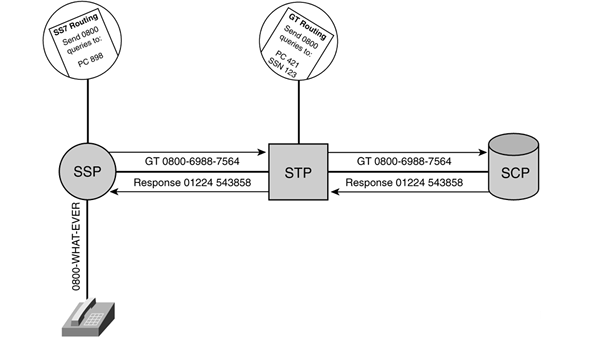 SS7 Routing
Send 0800
queries to:
PC 898
GT Routing
Send 0800
queries to:
PC 421
SSN 123
SSP
GT 0800-6988-7564
Response 01224 543858
STP
GT 0800-6988-7564
Response 01224 543858
SCP
0800-WHAT-EVER